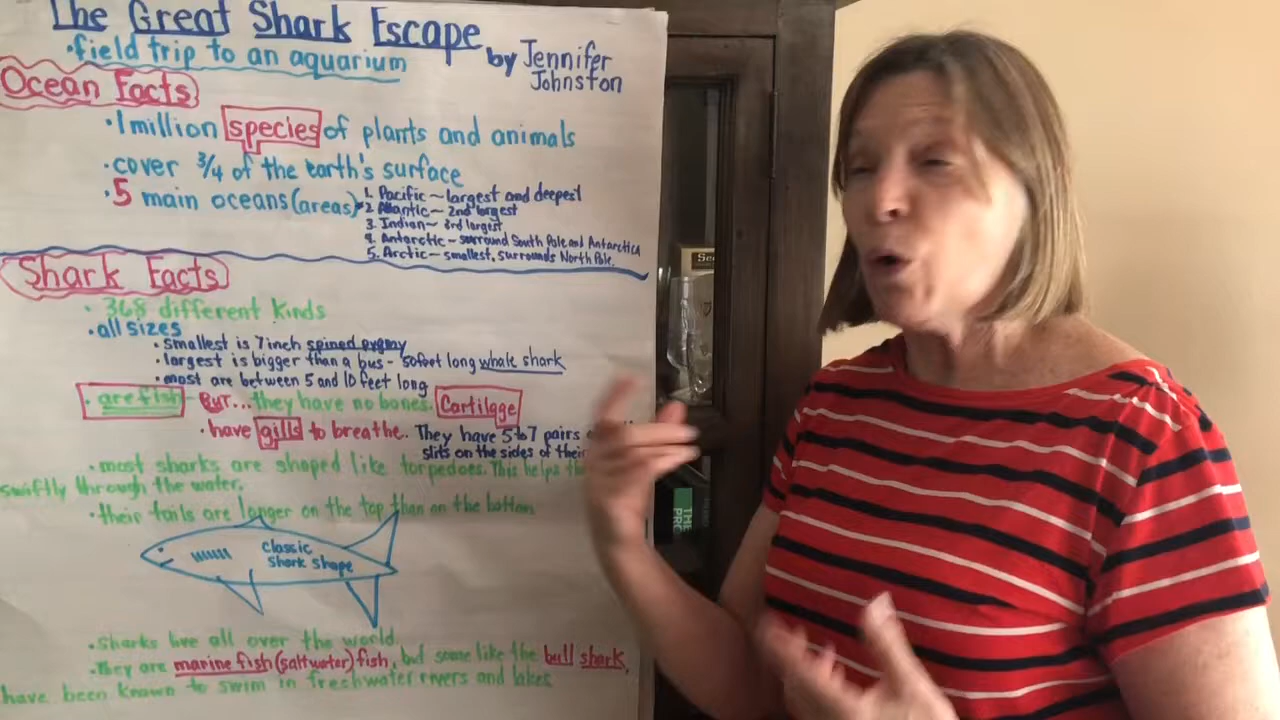 The Great Shark Escape
by Jennifer
Johnston
•field trip to an aquarium
Ocean Facts
•1 million species of plants and animals
•cover 3/4 of the earth's surface
•5 main oceans (areas)
1. Pacific~largest and deepest
2 Atlantic~2nd largest
3. Indian~3rd largest
4. Antarctic~surround South Pole and Antarctica
5. Arctic~smallest, surrounds North Pole.
Shark Facts
•368 different kinds
•all sizes
•smallest is 7inch spined pygmy
•largest is bigger than a bus- 50feet long whale shark
•most are between 5 and 10 feet long
•are fish - BUT...they have no bones. Cartilage
•have gills to breathe. They have 5 to 7 pairs
slits on the sides of their
•most sharks are shaped like torpedoes. This helps
swiftly through the water.
•their tails are longer on the top than on the bottom
classic
shark shape
•Sharks live all over the world.
•They are marine fish (saltwater) fish, but some like the bull shark,
have been known to swim in freshwater rivers and lakes
THE